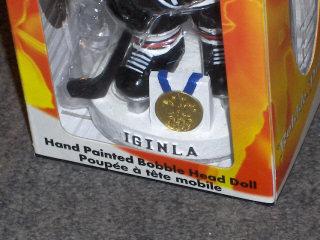 IGINLA
Hand Painted Bobble Head Doll
Poupée à tête mobile